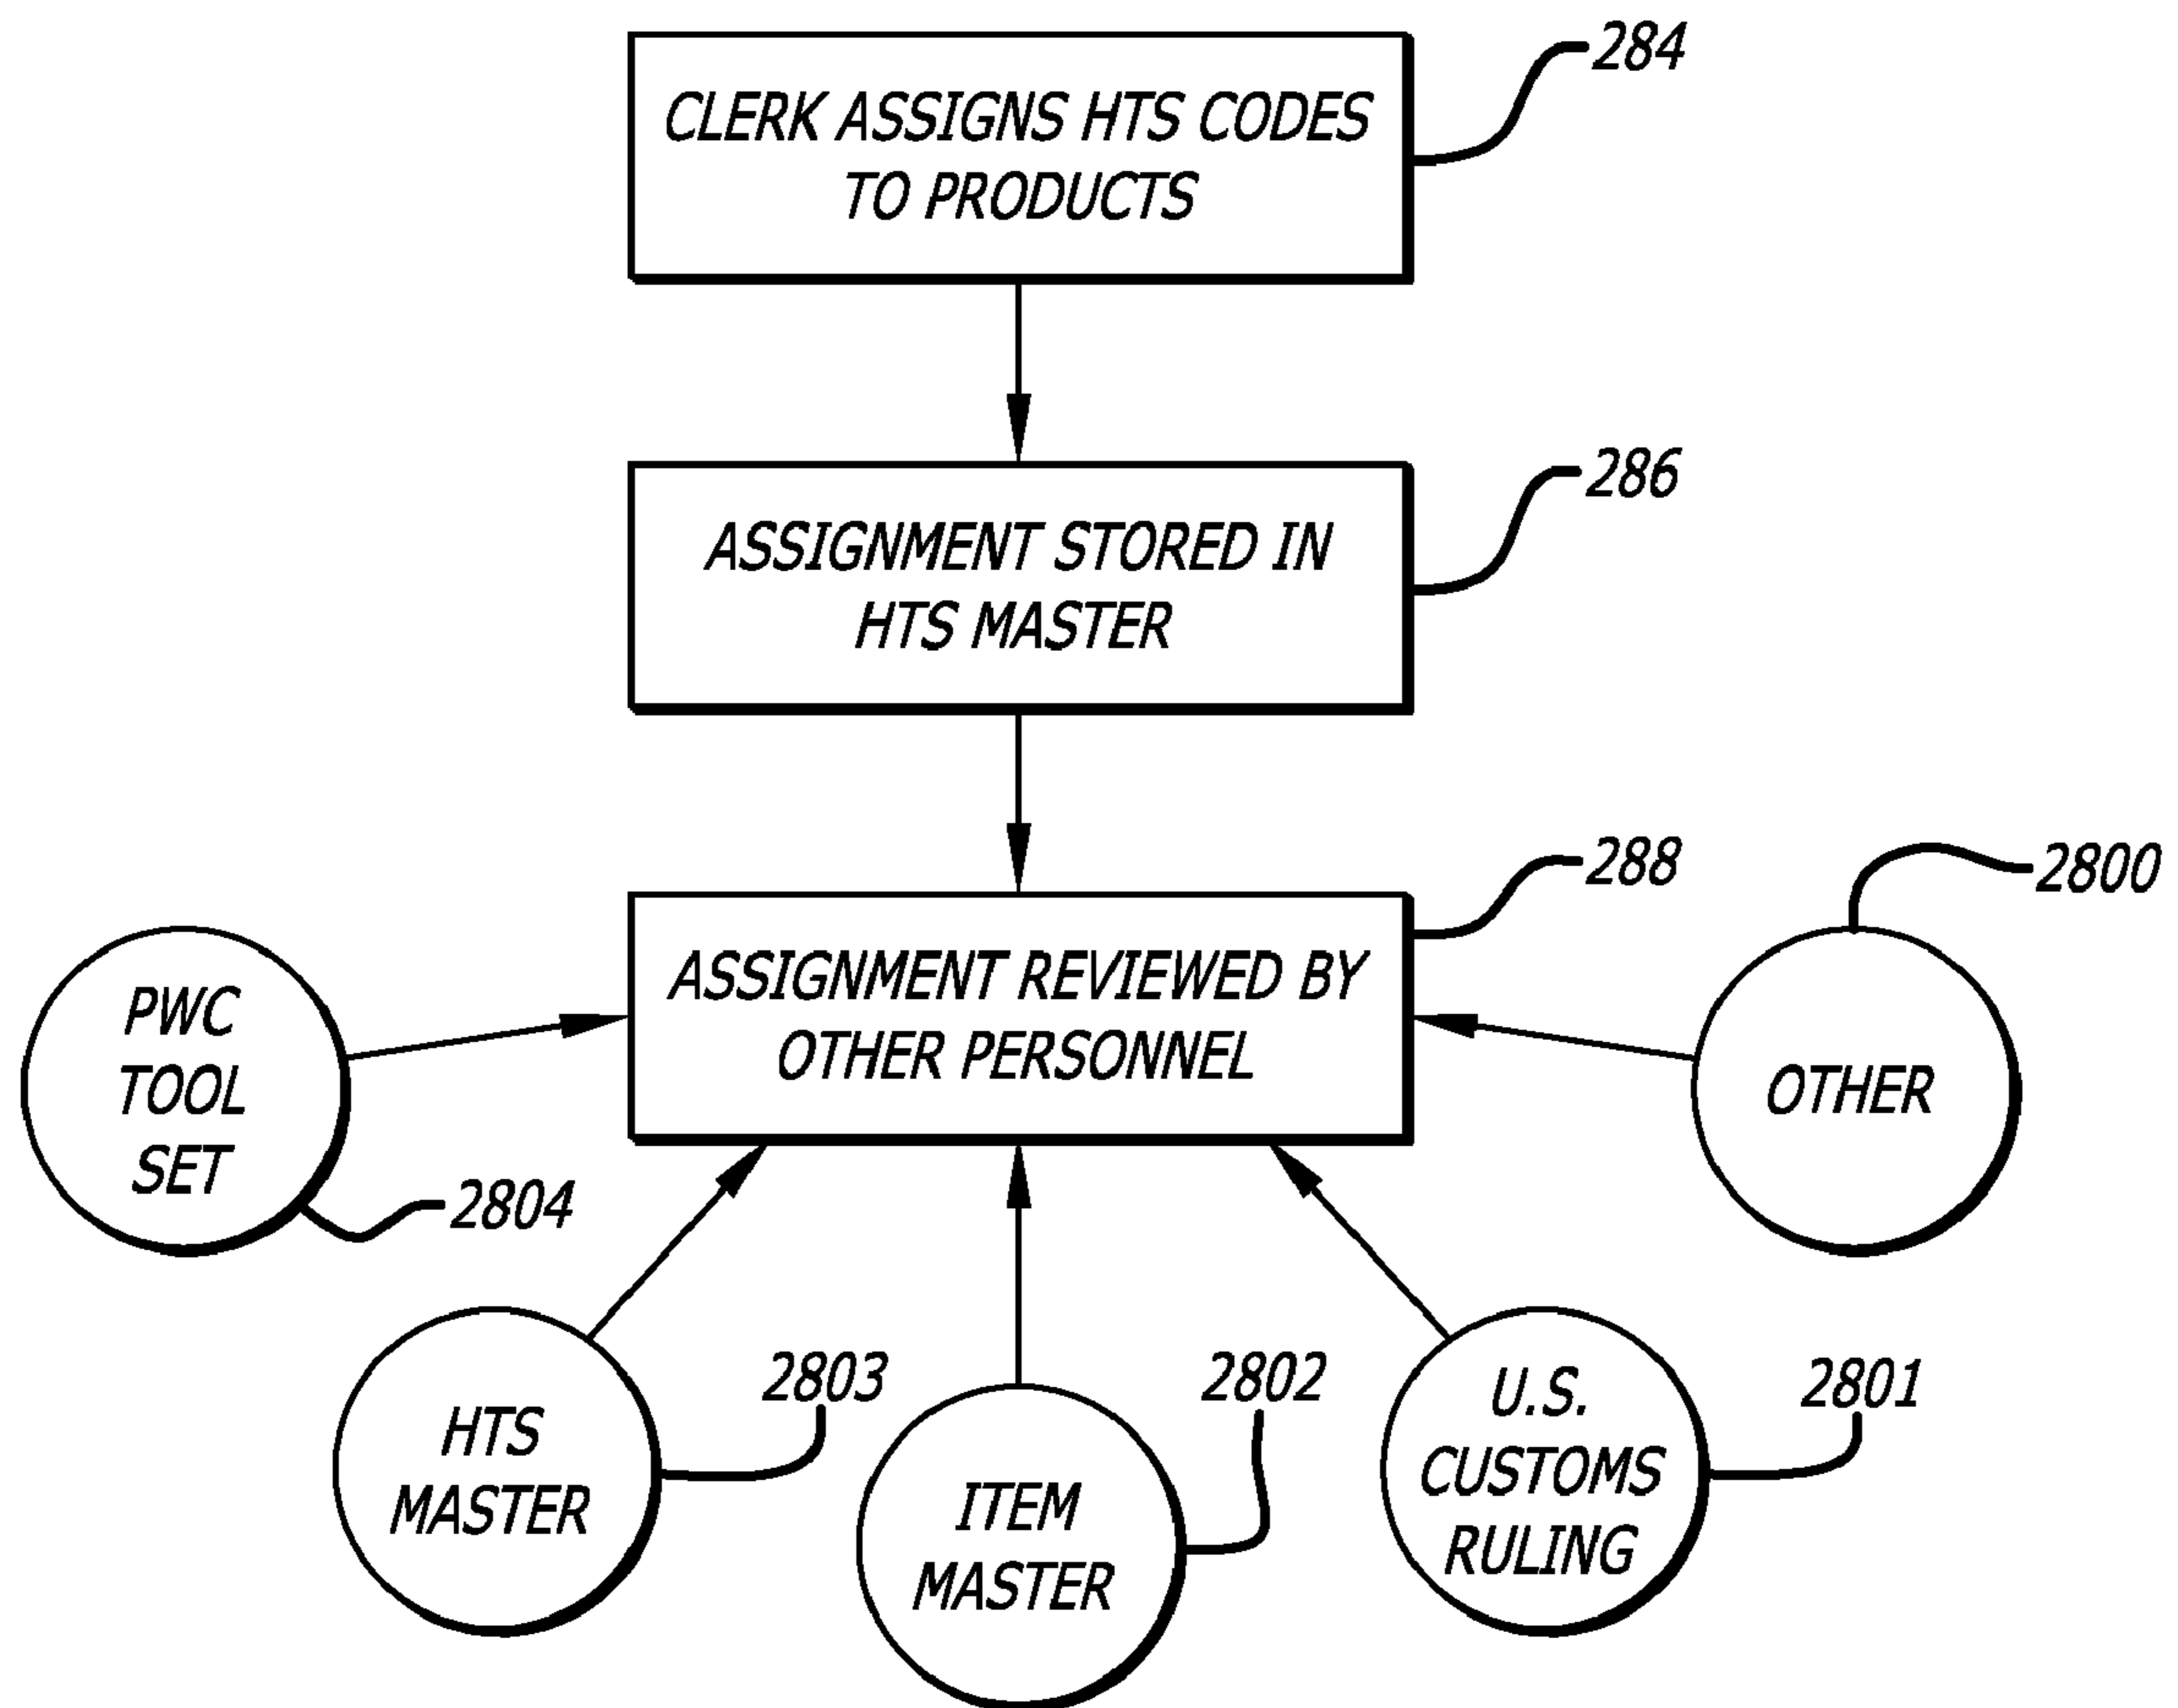 284
CLERK ASSIGNS HTS CODES
TO PRODUCTS
286
ASSIGNMENT STORED IN
HTS MASTER
288
2800
ASSIGNMENT REVIEWED BY
OTHER PERSONNEL
PWC
TOOL
SET
2804
OTHER
HTS
MASTER
2803
ITEM
MASTER
2802
U.S.
CUSTOMS
RULING
2801